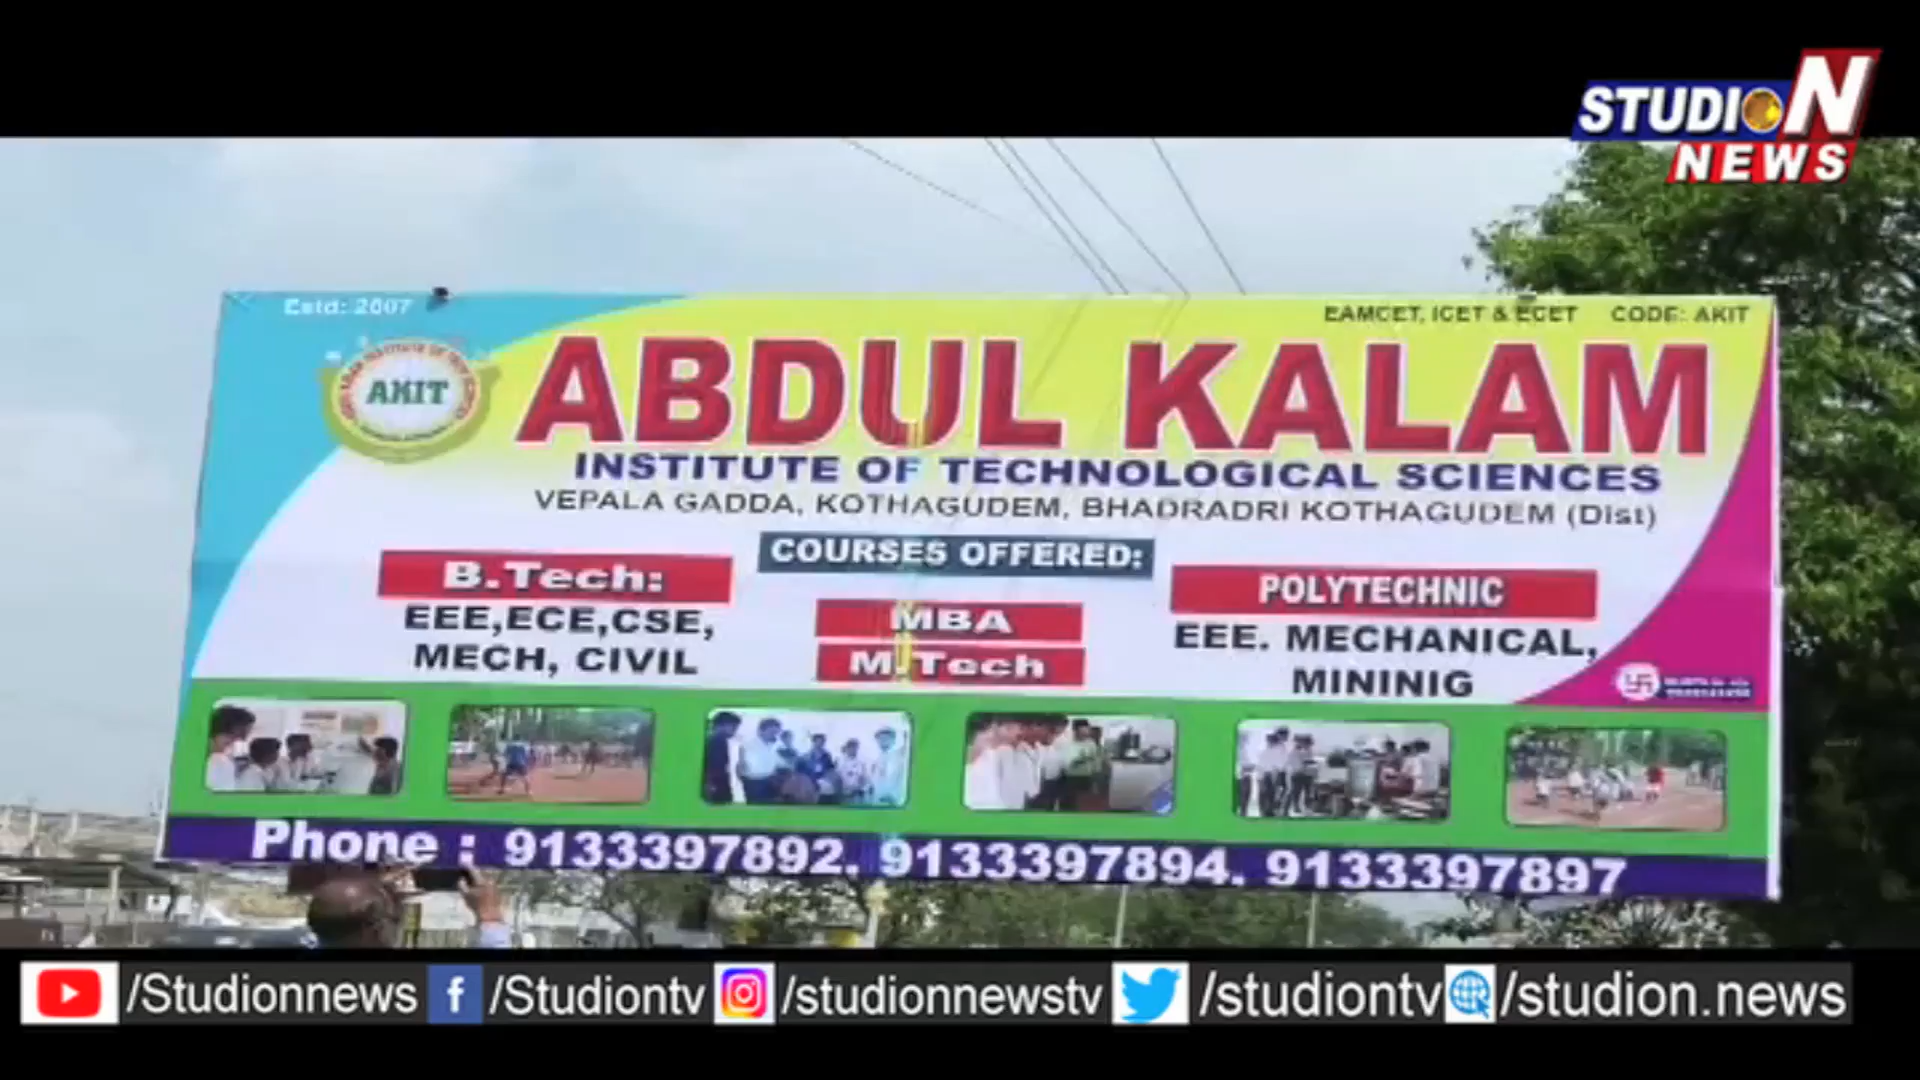 STUDIO N
NEWS
Estd: 2007
EAMCET, ICET & ECET CODE: AKIT
AKIT
ABDUL KALAM
INSTITUTE OF TECHNOLOGICAL SCIENCES
VEPALA GADDA, KOTHAGUDEM, BHADRADRI KOTHAGUDEM (Dist)
COURSES OFFERED:
B.Tech:
EEE,ECE,CSE,
MECH, CIVIL
MBA
M.Tech
POLYTECHNIC
EEE. MECHANICAL,
MININIG
Phone : 9133397892. 9133397894. 9133397897
/Studionnews /Studiontv /studionnewstv /studiontv /studion.news